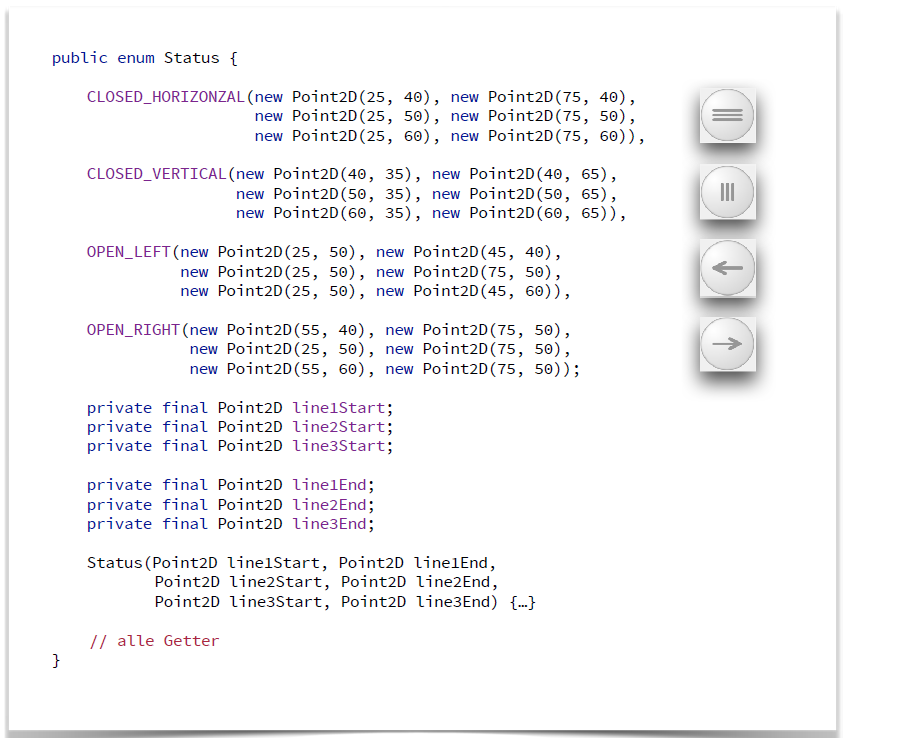 public enum Status {
CLOSED_HORIZONZAL(new Point2D(25, 40), new Point2D(75, 40),
new Point2D(25, 50), new Point2D(75, 50),
new Point2D(25, 60), new Point2D(75, 60)),
CLOSED_VERTICAL(new Point2D(40, 35), new Point2D(40, 65),
new Point2D(50, 35), new Point2D(50, 65),
new Point2D(60, 35), new Point2D(60, 65)),
OPEN_LEFT(new Point2D(25, 50), new Point2D(45, 40),
new Point2D(25, 50), new Point2D(75, 50),
new Point2D(25, 50), new Point2D(45, 60)),
OPEN_RIGHT(new Point2D(55, 40), new Point2D(75, 50),
new Point2D(25, 50), new Point2D(75, 50),
new Point2D(55, 60), new Point2D(75, 50));
private final Point2D line1Start;
private final Point2D line2Start;
private final Point2D line3Start;
private final Point2D line1End;
private final Point2D line2End;
private final Point2D line3End;
Status(Point2D line1Start, Point2D line1End,
Point2D line2Start, Point2D line2End,
Point2D line3Start, Point2D line3End) {…}
// alle Getter
}